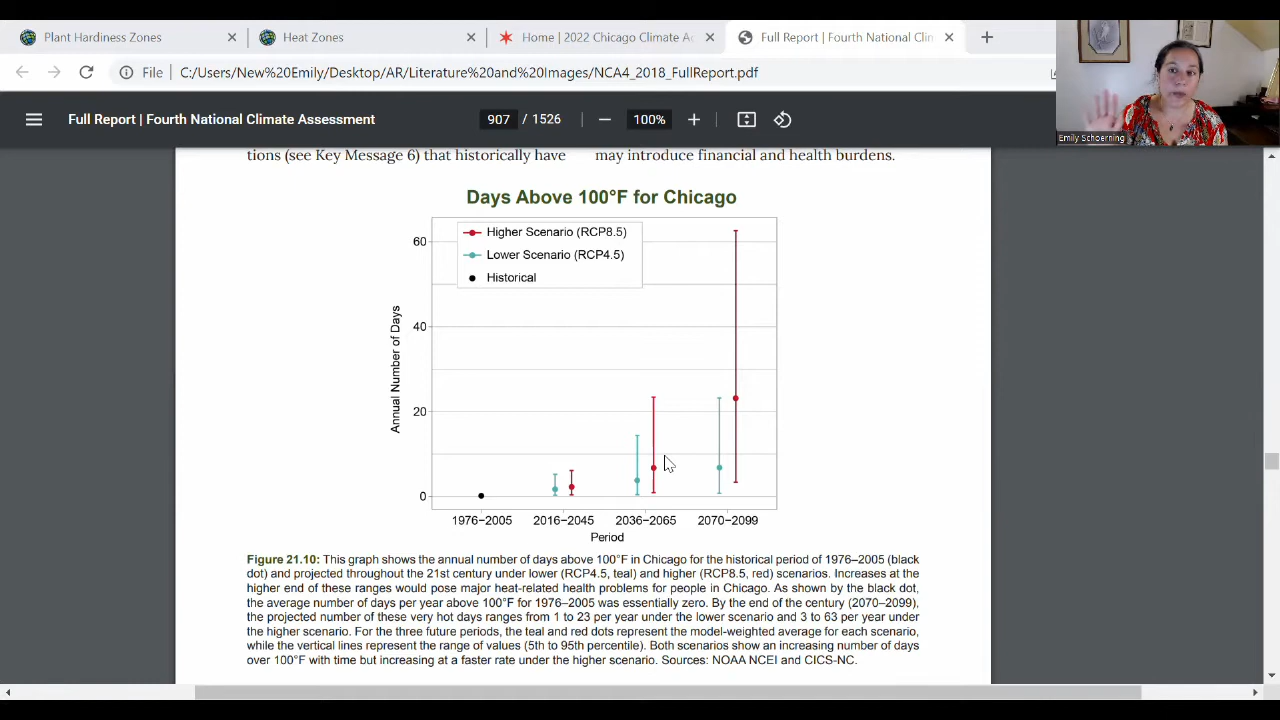 Plant Hardiness Zones
Heat Zones
Home | 2022 Chicago Climate Ac
Full Report | Fourth National Clin
File
C:/Users/New%20Emily/Desktop/AR/Literature%20and%20Images/NCA4_2018_FullReport.pdf
Emily Schoerning
Full Report | Fourth National Climate Assessment
907 / 1526
100%
tions (see Key Message 6) that historically have
may introduce financial and health burdens.
Days Above 100°F for Chicago
Higher Scenario (RCP8.5)
Lower Scenario (RCP4.5)
Historical
Annual Number of Days
60
40
20
0
1976–2005 2016–2045 2036–2065 2070–2099
Period
Figure 21.10: This graph shows the annual number of days above 100°F in Chicago for the historical period of 1976–2005 (black
dot) and projected throughout the 21st century under lower (RCP4.5, teal) and higher (RCP8.5, red) scenarios. Increases at the
higher end of these ranges would pose major heat-related health problems for people in Chicago. As shown by the black dot,
the average number of days per year above 100°F for 1976–2005 was essentially zero. By the end of the century (2070–2099),
the projected number of these very hot days ranges from 1 to 23 per year under the lower scenario and 3 to 63 per year under
the higher scenario. For the three future periods, the teal and red dots represent the model-weighted average for each scenario,
while the vertical lines represent the range of values (5th to 95th percentile). Both scenarios show an increasing number of days
over 100°F with time but increasing at a faster rate under the higher scenario. Sources: NOAA NCEI and CICS-NC.